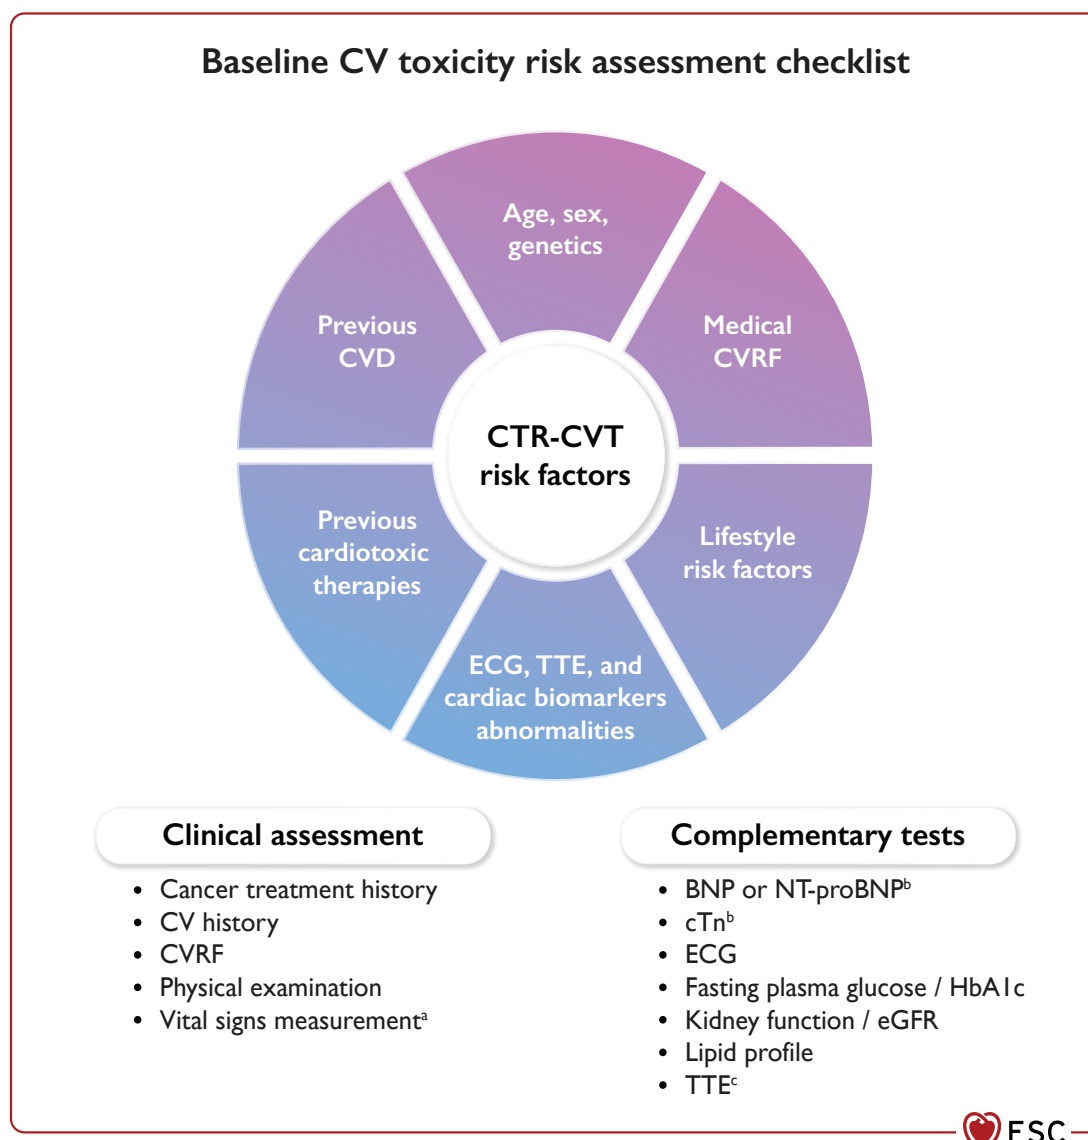 Baseline CV toxicity risk assessment checklist
Age, sex,
genetics
Medical
CVRF
Lifestyle
risk factors
ECG, TTE, and
cardiac biomarkers
abnormalities
Previous
cardiotoxic
therapies
Previous
CVD
CTR-CVT
risk factors
Clinical assessment
• Cancer treatment history
• CV history
• CVRF
• Physical examination
• Vital signs measurementᵃ
Complementary tests
• BNP or NT-proBNPᵇ
• cTnᵇ
• ECG
• Fasting plasma glucose / HbA1c
• Kidney function / eGFR
• Lipid profile
• TTEᶜ
ESC